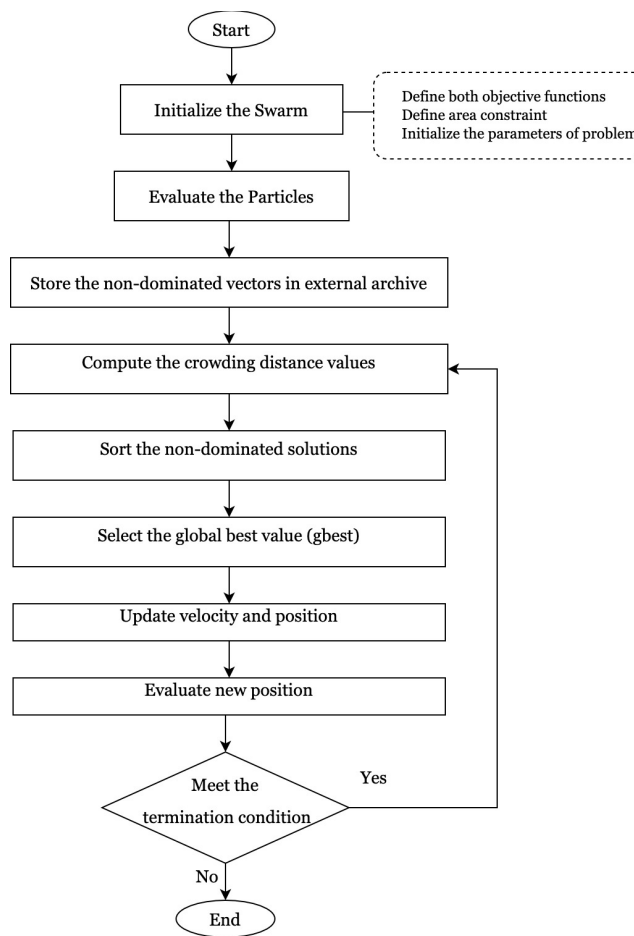 Start
Initialize the Swarm
Define both objective functions
Define area constraint
Initialize the parameters of problem
Evaluate the Particles
Store the non-dominated vectors in external archive
Compute the crowding distance values
Sort the non-dominated solutions
Select the global best value (gbest)
Update velocity and position
Evaluate new position
Meet the
termination condition
Yes
No
End